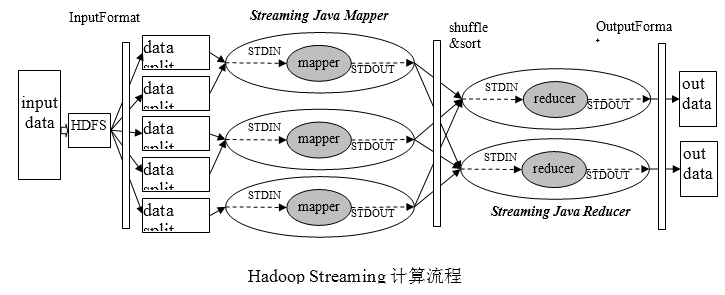 InputFormat
Streaming Java Mapper
shuffle
&sort
OutputForma
input
data
HDFS
data
split
data
split
data
split
data
split
data
split
STDIN
mapper
STDOUT
STDIN
mapper
STDOUT
STDIN
mapper
STDOUT
STDIN
reducer
STDOUT
STDIN
reducer
STDOUT
Streaming Java Reducer
out
data
out
data
Hadoop Streaming 计算流程